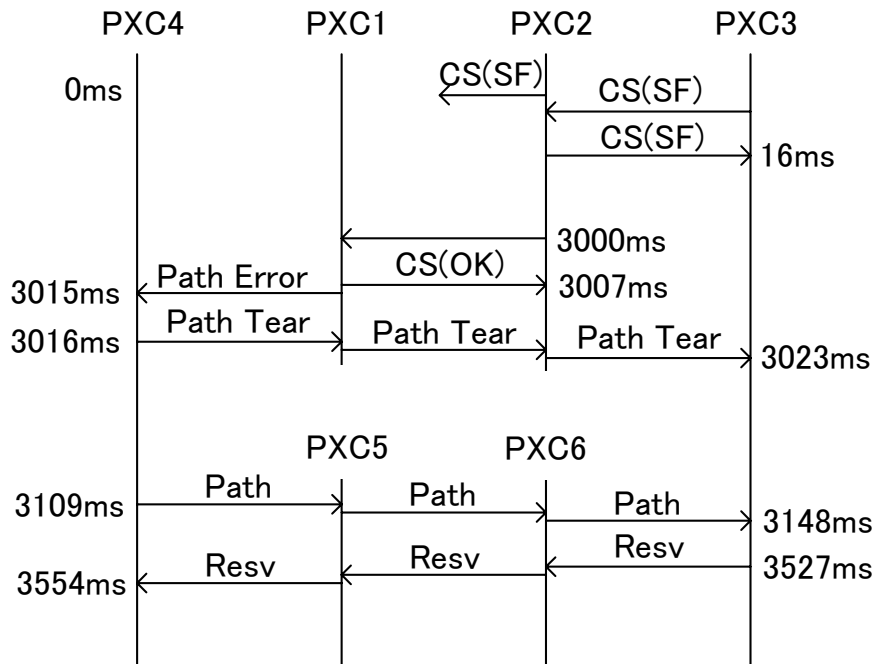 PXC4 PXC1 PXC2 PXC3
0ms CS(SF) CS(SF)
CS(SF) 16ms
3000ms
3015ms Path Error CS(OK) 3007ms
3016ms Path Tear Path Tear Path Tear 3023ms
PXC5 PXC6
3109ms Path Path Path 3148ms
3554ms Resv Resv Resv 3527ms